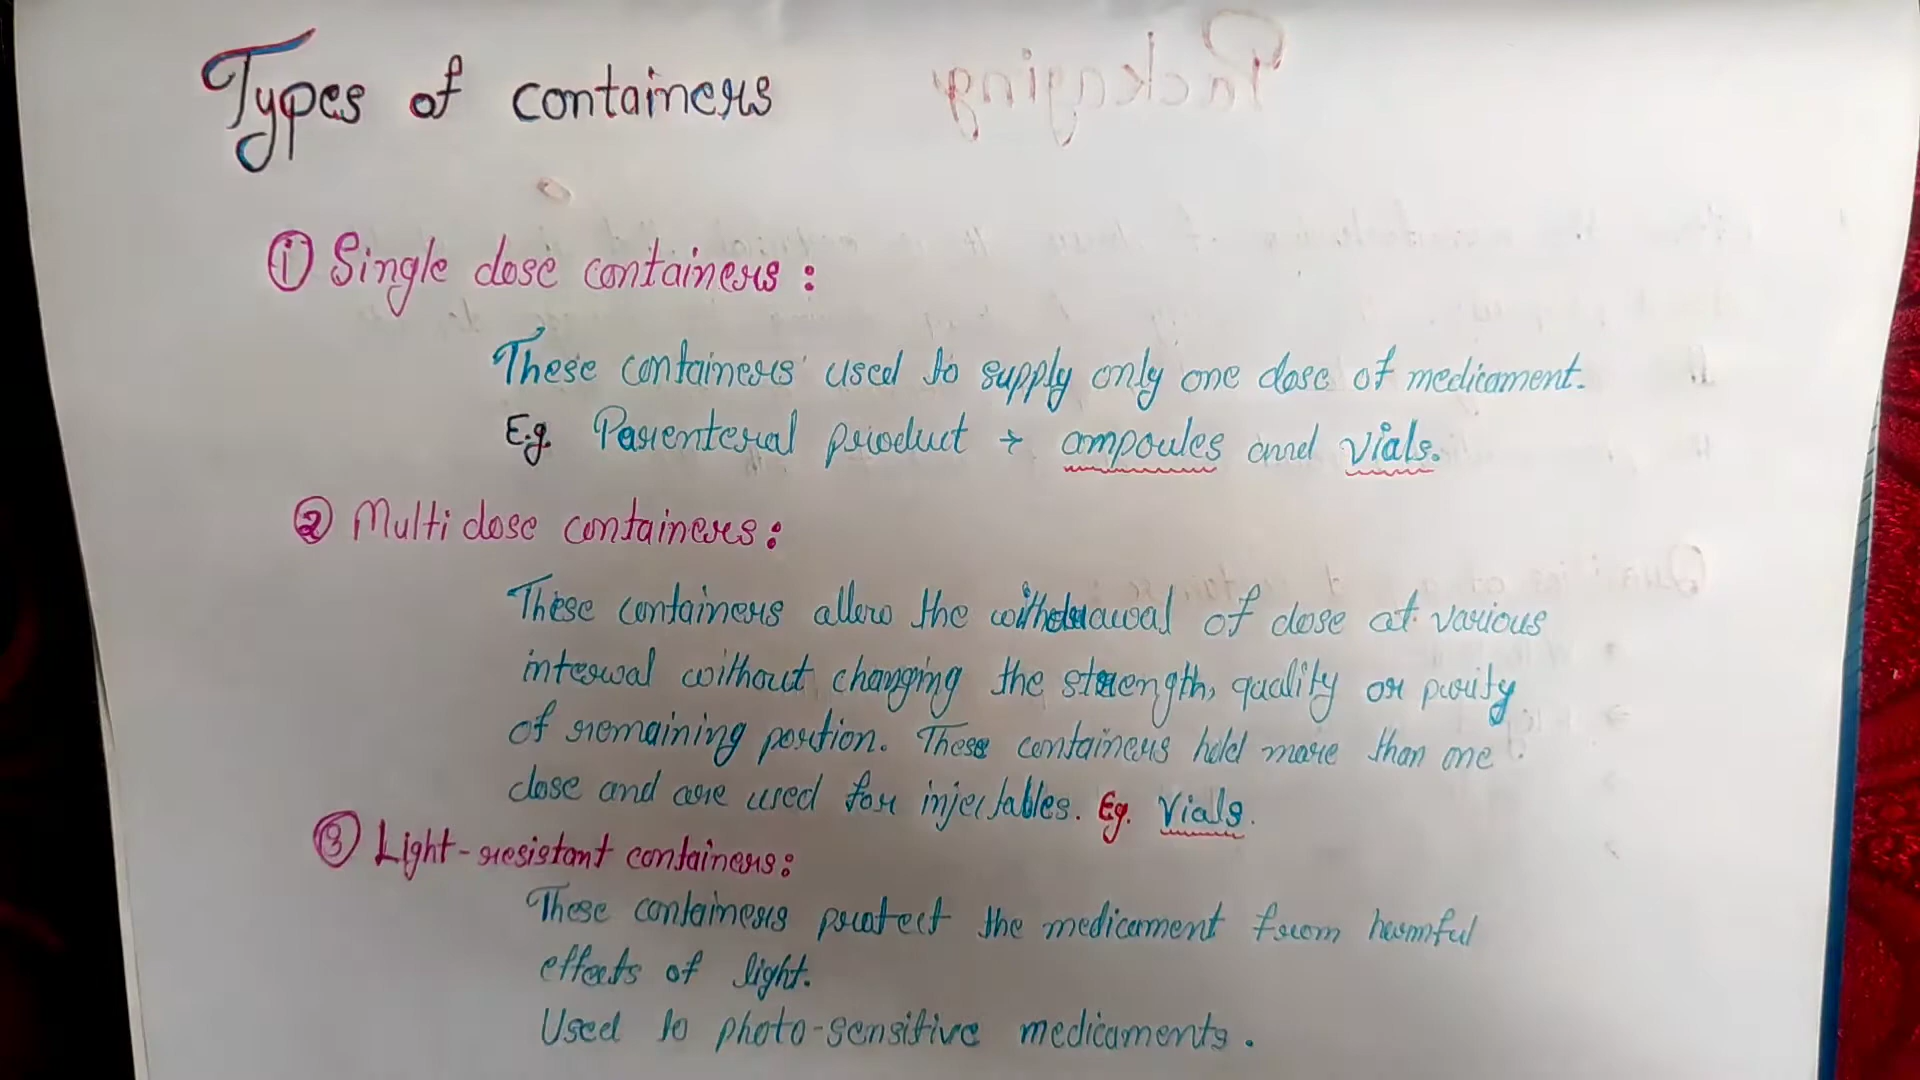 Types of containers
Packaging
① Single dose containers :
These containers used to supply only one dose of medicament.
E.g. Parenteral product → ampoules and vials.
② Multi dose containers :
These containers allow the withdrawal of dose at various
interval without changing the strength, quality or purity
of remaining portion. These containers hold more than one
dose and are used for injectables. Eg. Vials.
③ Light-resistant containers :
These containers protect the medicament from harmful
effects of light.
Used to photo-sensitive medicaments.